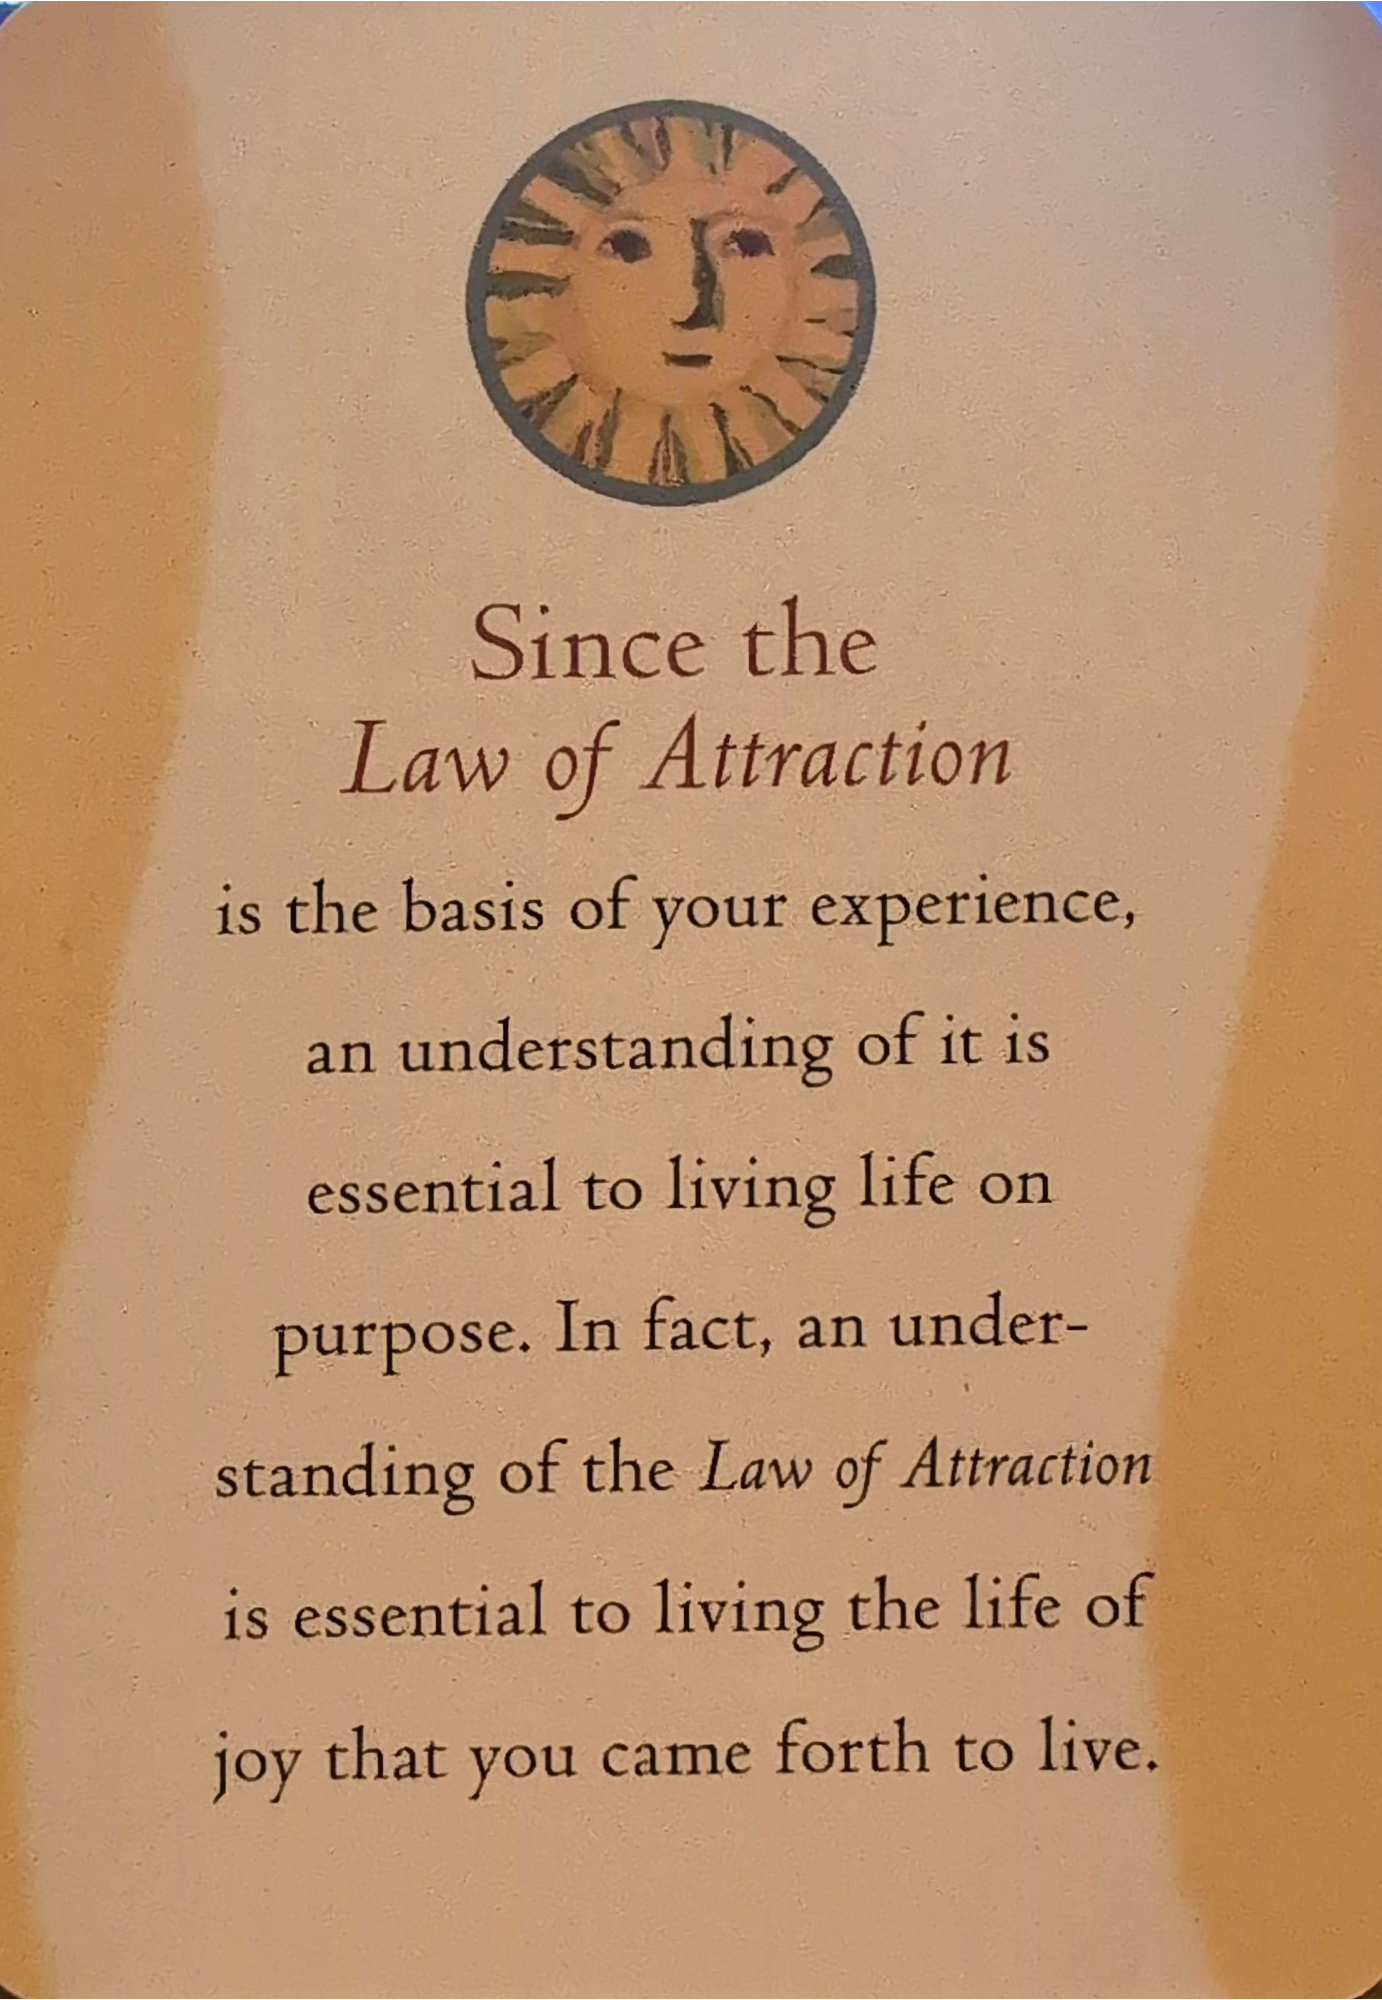 Since the
Law of Attraction
is the basis of your experience,
an understanding of it is
essential to living life on
purpose. In fact, an under-
standing of the Law of Attraction
is essential to living the life of
joy that you came forth to live.